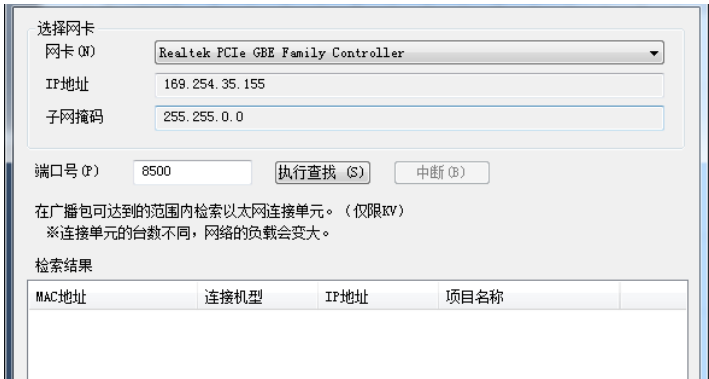 选择网卡
网卡(N) Realtek PCIe GBE Family Controller
IP地址 169.254.35.155
子网掩码 255.255.0.0
端口号(P) 8500 执行查找 (S) 中断(B)
在广播包可达到的范围内检索以太网连接单元。（仅限KV）
※连接单元的台数不同，网络的负载会变大。
检索结果
MAC地址 连接机型 IP地址 项目名称